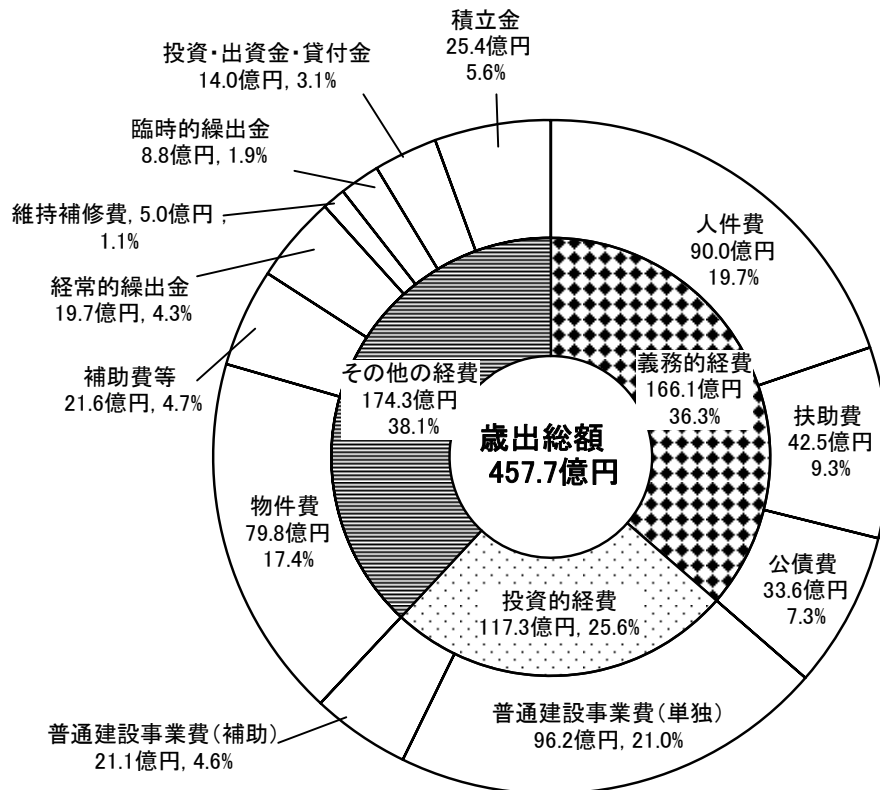 積立金
25.4億円
5.6%
投資・出資金・貸付金
14.0億円, 3.1%
臨時的繰出金
8.8億円, 1.9%
維持補修費, 5.0億円,
1.1%
経常的繰出金
19.7億円, 4.3%
補助費等
21.6億円, 4.7%
人件費
90.0億円
19.7%
その他の経費
174.3億円
38.1%
義務的経費
166.1億円
36.3%
歳出総額
457.7億円
扶助費
42.5億円
9.3%
物件費
79.8億円
17.4%
公債費
33.6億円
7.3%
投資的経費
117.3億円, 25.6%
普通建設事業費(単独)
96.2億円, 21.0%
普通建設事業費(補助)
21.1億円, 4.6%